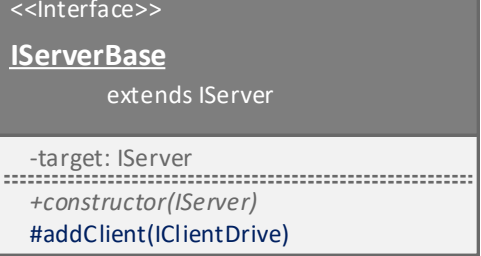 <<Interface>>
IServerBase
extends IServer
-target: IServer
+constructor(IServer)
#addClient(IClientDrive)